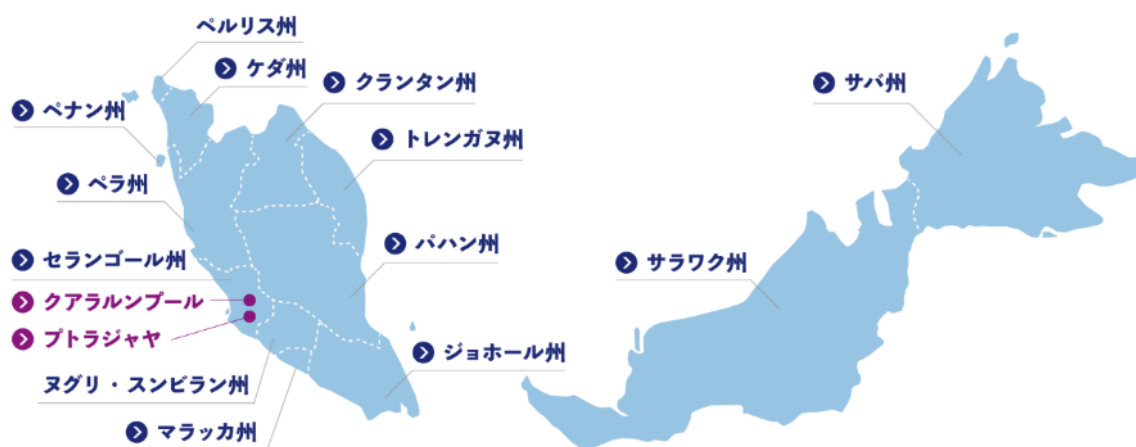 ペルリス州
ケダ州
クランタン州
サバ州
ペナン州
トレンガヌ州
ペラ州
パハン州
セランゴール州
サラワク州
クアラルンプール
プトラジャヤ
ジョホール州
ヌグリ・スンビラン州
マラッカ州